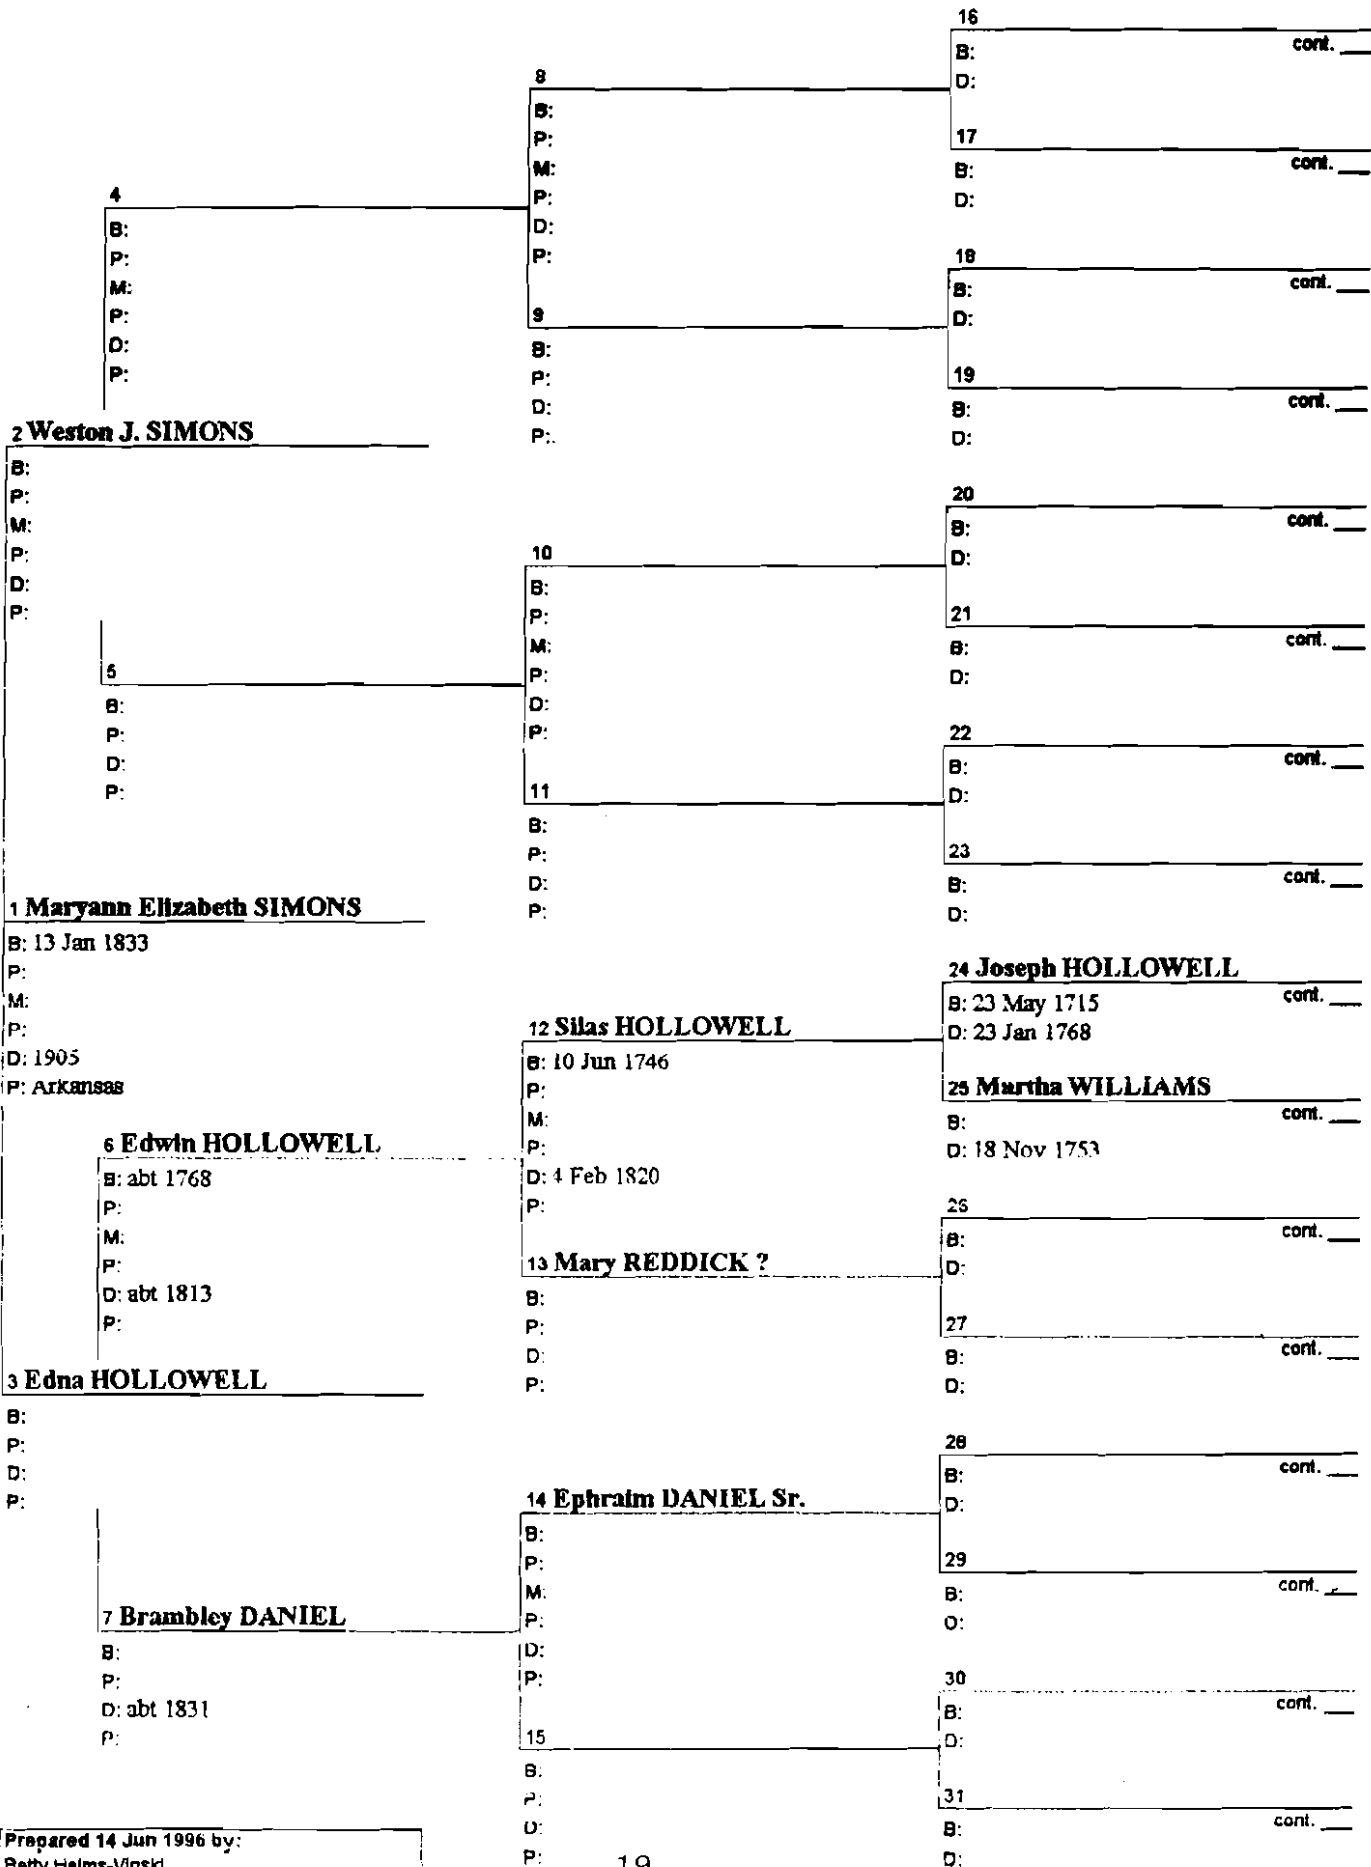 16
cont.
B:
D:
8
B:
P:
M:
P:
D:
P:
17
cont.
B:
D:
4
B:
P:
M:
P:
D:
P:
18
cont.
B:
D:
9
B:
P:
D:
P:
19
cont.
B:
D:
2 Weston J. SIMONS
B:
P:
M:
P:
D:
P:
20
cont.
B:
D:
10
B:
P:
M:
P:
D:
P:
21
cont.
B:
D:
5
B:
P:
D:
P:
22
cont.
B:
D:
11
B:
P:
D:
P:
23
cont.
B:
D:
1 Maryann Elizabeth SIMONS
B: 13 Jan 1833
P:
M:
P:
D: 1905
P: Arkansas
24 Joseph HOLLOWELL
cont.
B: 23 May 1715
D: 23 Jan 1768
12 Silas HOLLOWELL
B: 10 Jun 1746
P:
M:
P:
D: 4 Feb 1820
P:
25 Martha WILLIAMS
cont.
B:
D: 18 Nov 1753
6 Edwin HOLLOWELL
B: abt 1768
P:
M:
P:
D: abt 1813
P:
26
cont.
B:
D:
13 Mary REDDICK ?
B:
P:
D:
P:
27
cont.
B:
D:
3 Edna HOLLOWELL
B:
P:
D:
P:
28
cont.
B:
D:
14 Ephraim DANIEL Sr.
B:
P:
M:
P:
D:
P:
29
cont.
B:
D:
7 Brambley DANIEL
B:
P:
D: abt 1831
P:
30
cont.
B:
D:
15
B:
P:
D:
P:
31
cont.
B:
D:
Prepared 14 Jun 1996 by:
Betty Helms-Vinski
19